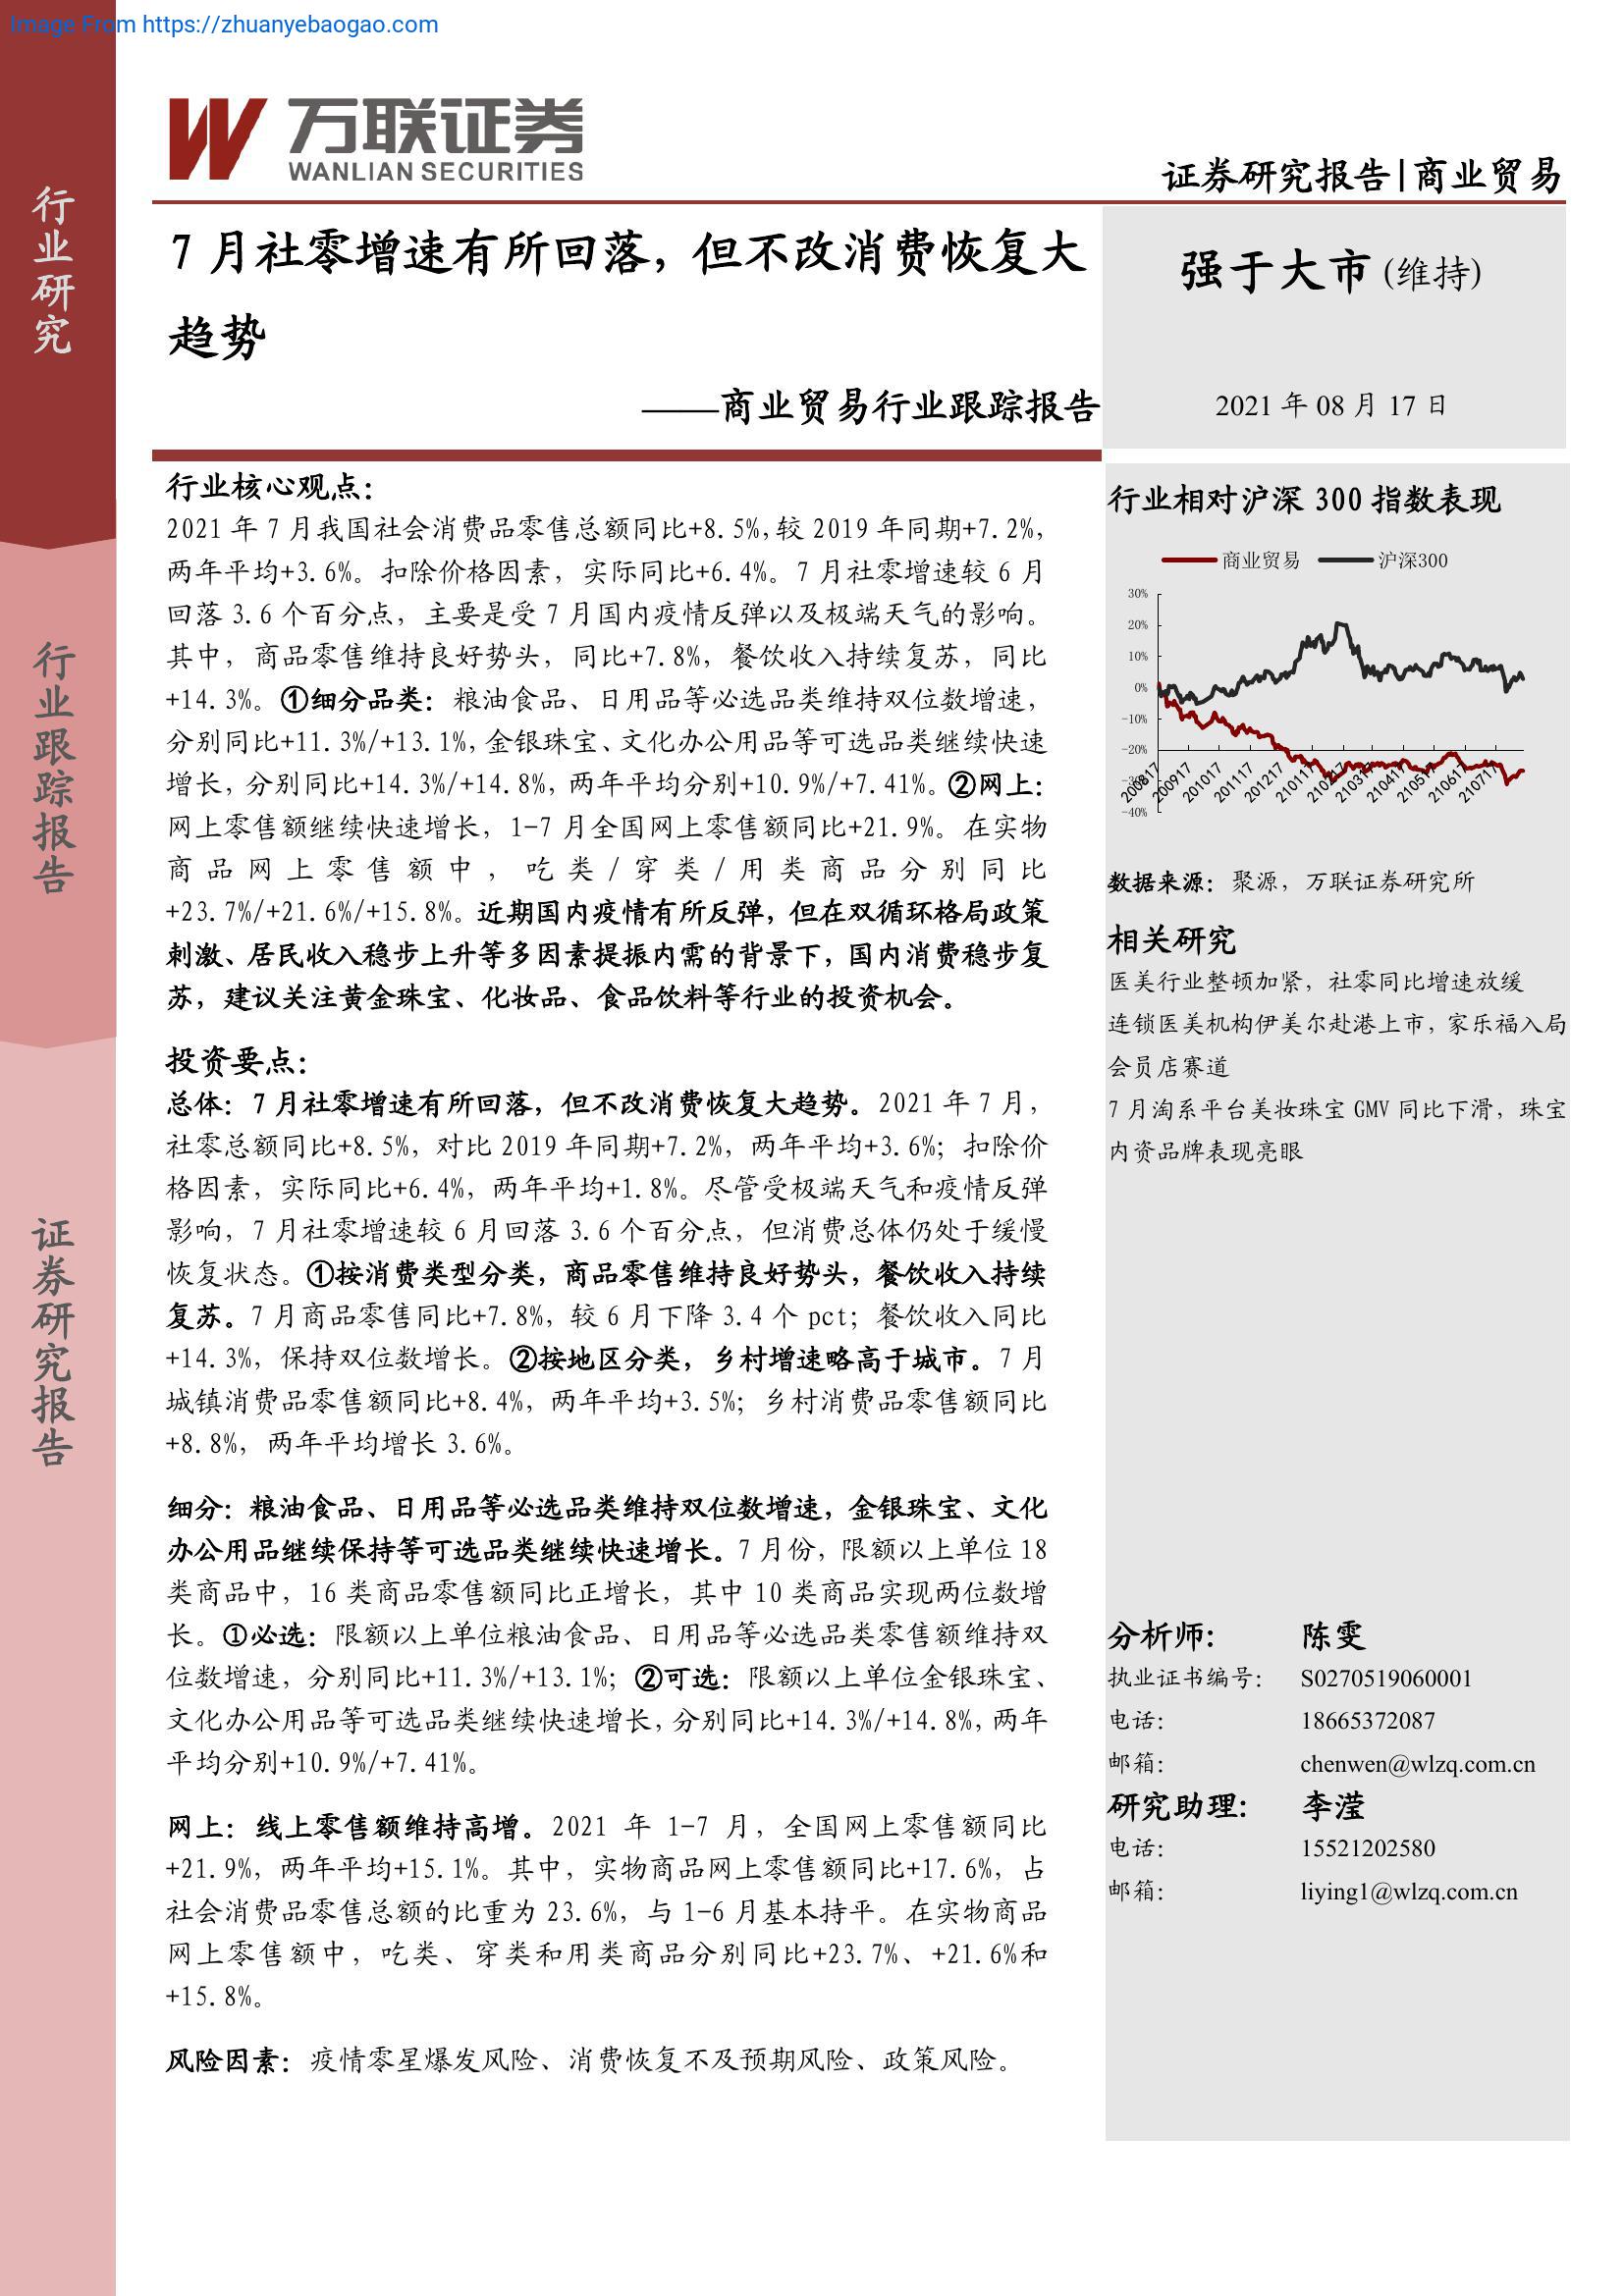 Image From https://zhuanyebaogao.com
万联证券
WANLIAN SECURITIES
证券研究报告|商业贸易
行业研究
行业跟踪报告
证券研究报告
7 月社零增速有所回落，但不改消费恢复大
趋势
——商业贸易行业跟踪报告
强于大市(维持)
2021 年 08 月 17 日
行业核心观点：
2021 年 7 月我国社会消费品零售总额同比+8.5%,较 2019 年同期+7.2%,
两年平均+3.6%。扣除价格因素，实际同比+6.4%。7 月社零增速较 6 月
回落 3.6 个百分点，主要是受 7 月国内疫情反弹以及极端天气的影响。
其中，商品零售维持良好势头，同比+7.8%，餐饮收入持续复苏，同比
+14.3%。①细分品类：粮油食品、日用品等必选品类维持双位数增速，
分别同比+11.3%/+13.1%,金银珠宝、文化办公用品等可选品类继续快速
增长，分别同比+14.3%/+14.8%，两年平均分别+10.9%/+7.41%。②网上：
网上零售额继续快速增长，1-7 月全国网上零售额同比+21.9%。在实物
商品网上零售额中，吃类/穿类/用类商品分别同比
+23.7%/+21.6%/+15.8%。近期国内疫情有所反弹，但在双循环格局政策
刺激、居民收入稳步上升等多因素提振内需的背景下，国内消费稳步复
苏，建议关注黄金珠宝、化妆品、食品饮料等行业的投资机会。
投资要点：
总体：7 月社零增速有所回落，但不改消费恢复大趋势。2021 年 7 月，
社零总额同比+8.5%，对比 2019 年同期+7.2%，两年平均+3.6%；扣除价
格因素，实际同比+6.4%，两年平均+1.8%。尽管受极端天气和疫情反弹
影响，7 月社零增速较 6 月回落 3.6 个百分点，但消费总体仍处于缓慢
恢复状态。①按消费类型分类，商品零售维持良好势头，餐饮收入持续
复苏。7 月商品零售同比+7.8%，较 6 月下降 3.4 个 pct；餐饮收入同比
+14.3%，保持双位数增长。②按地区分类，乡村增速略高于城市。7 月
城镇消费品零售额同比+8.4%，两年平均+3.5%；乡村消费品零售额同比
+8.8%，两年平均增长 3.6%。
细分：粮油食品、日用品等必选品类维持双位数增速，金银珠宝、文化
办公用品继续保持等可选品类继续快速增长。7 月份，限额以上单位 18
类商品中，16 类商品零售额同比正增长，其中 10 类商品实现两位数增
长。①必选：限额以上单位粮油食品、日用品等必选品类零售额维持双
位数增速，分别同比+11.3%/+13.1%；②可选：限额以上单位金银珠宝、
文化办公用品等可选品类继续快速增长,分别同比+14.3%/+14.8%,两年
平均分别+10.9%/+7.41%。
网上：线上零售额维持高增。2021 年 1-7 月，全国网上零售额同比
+21.9%，两年平均+15.1%。其中，实物商品网上零售额同比+17.6%，占
社会消费品零售总额的比重为 23.6%，与 1-6 月基本持平。在实物商品
网上零售额中，吃类、穿类和用类商品分别同比+23.7%、+21.6%和
+15.8%。
风险因素：疫情零星爆发风险、消费恢复不及预期风险、政策风险。
行业相对沪深 300 指数表现
商业贸易 沪深300
30%
20%
10%
0%
-10%
-20%
-30%
-40%
200817 200917 201017 201117 201217 210117 210217 210317 210417 210517 210617 210717
数据来源：聚源，万联证券研究所
相关研究
医美行业整顿加紧，社零同比增速放缓
连锁医美机构伊美尔赴港上市，家乐福入局
会员店赛道
7 月淘系平台美妆珠宝 GMV 同比下滑，珠宝
内资品牌表现亮眼
分析师: 陈雯
执业证书编号: S0270519060001
电话: 18665372087
邮箱: chenwen@wlzq.com.cn
研究助理: 李滢
电话: 15521202580
邮箱: liying1@wlzq.com.cn